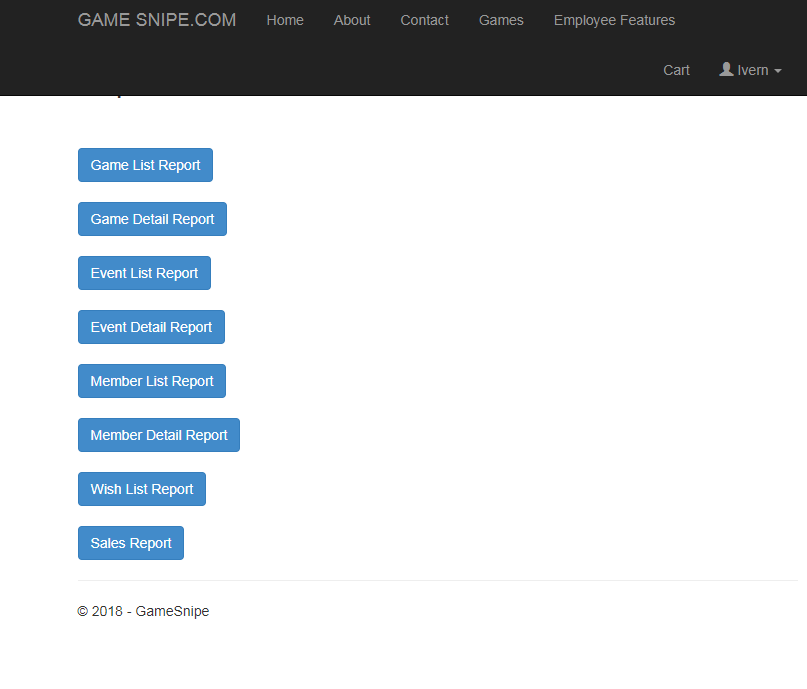 GAME SNIPE.COM Home About Contact Games Employee Features
Cart Ivern
Game List Report
Game Detail Report
Event List Report
Event Detail Report
Member List Report
Member Detail Report
Wish List Report
Sales Report
© 2018 - GameSnipe